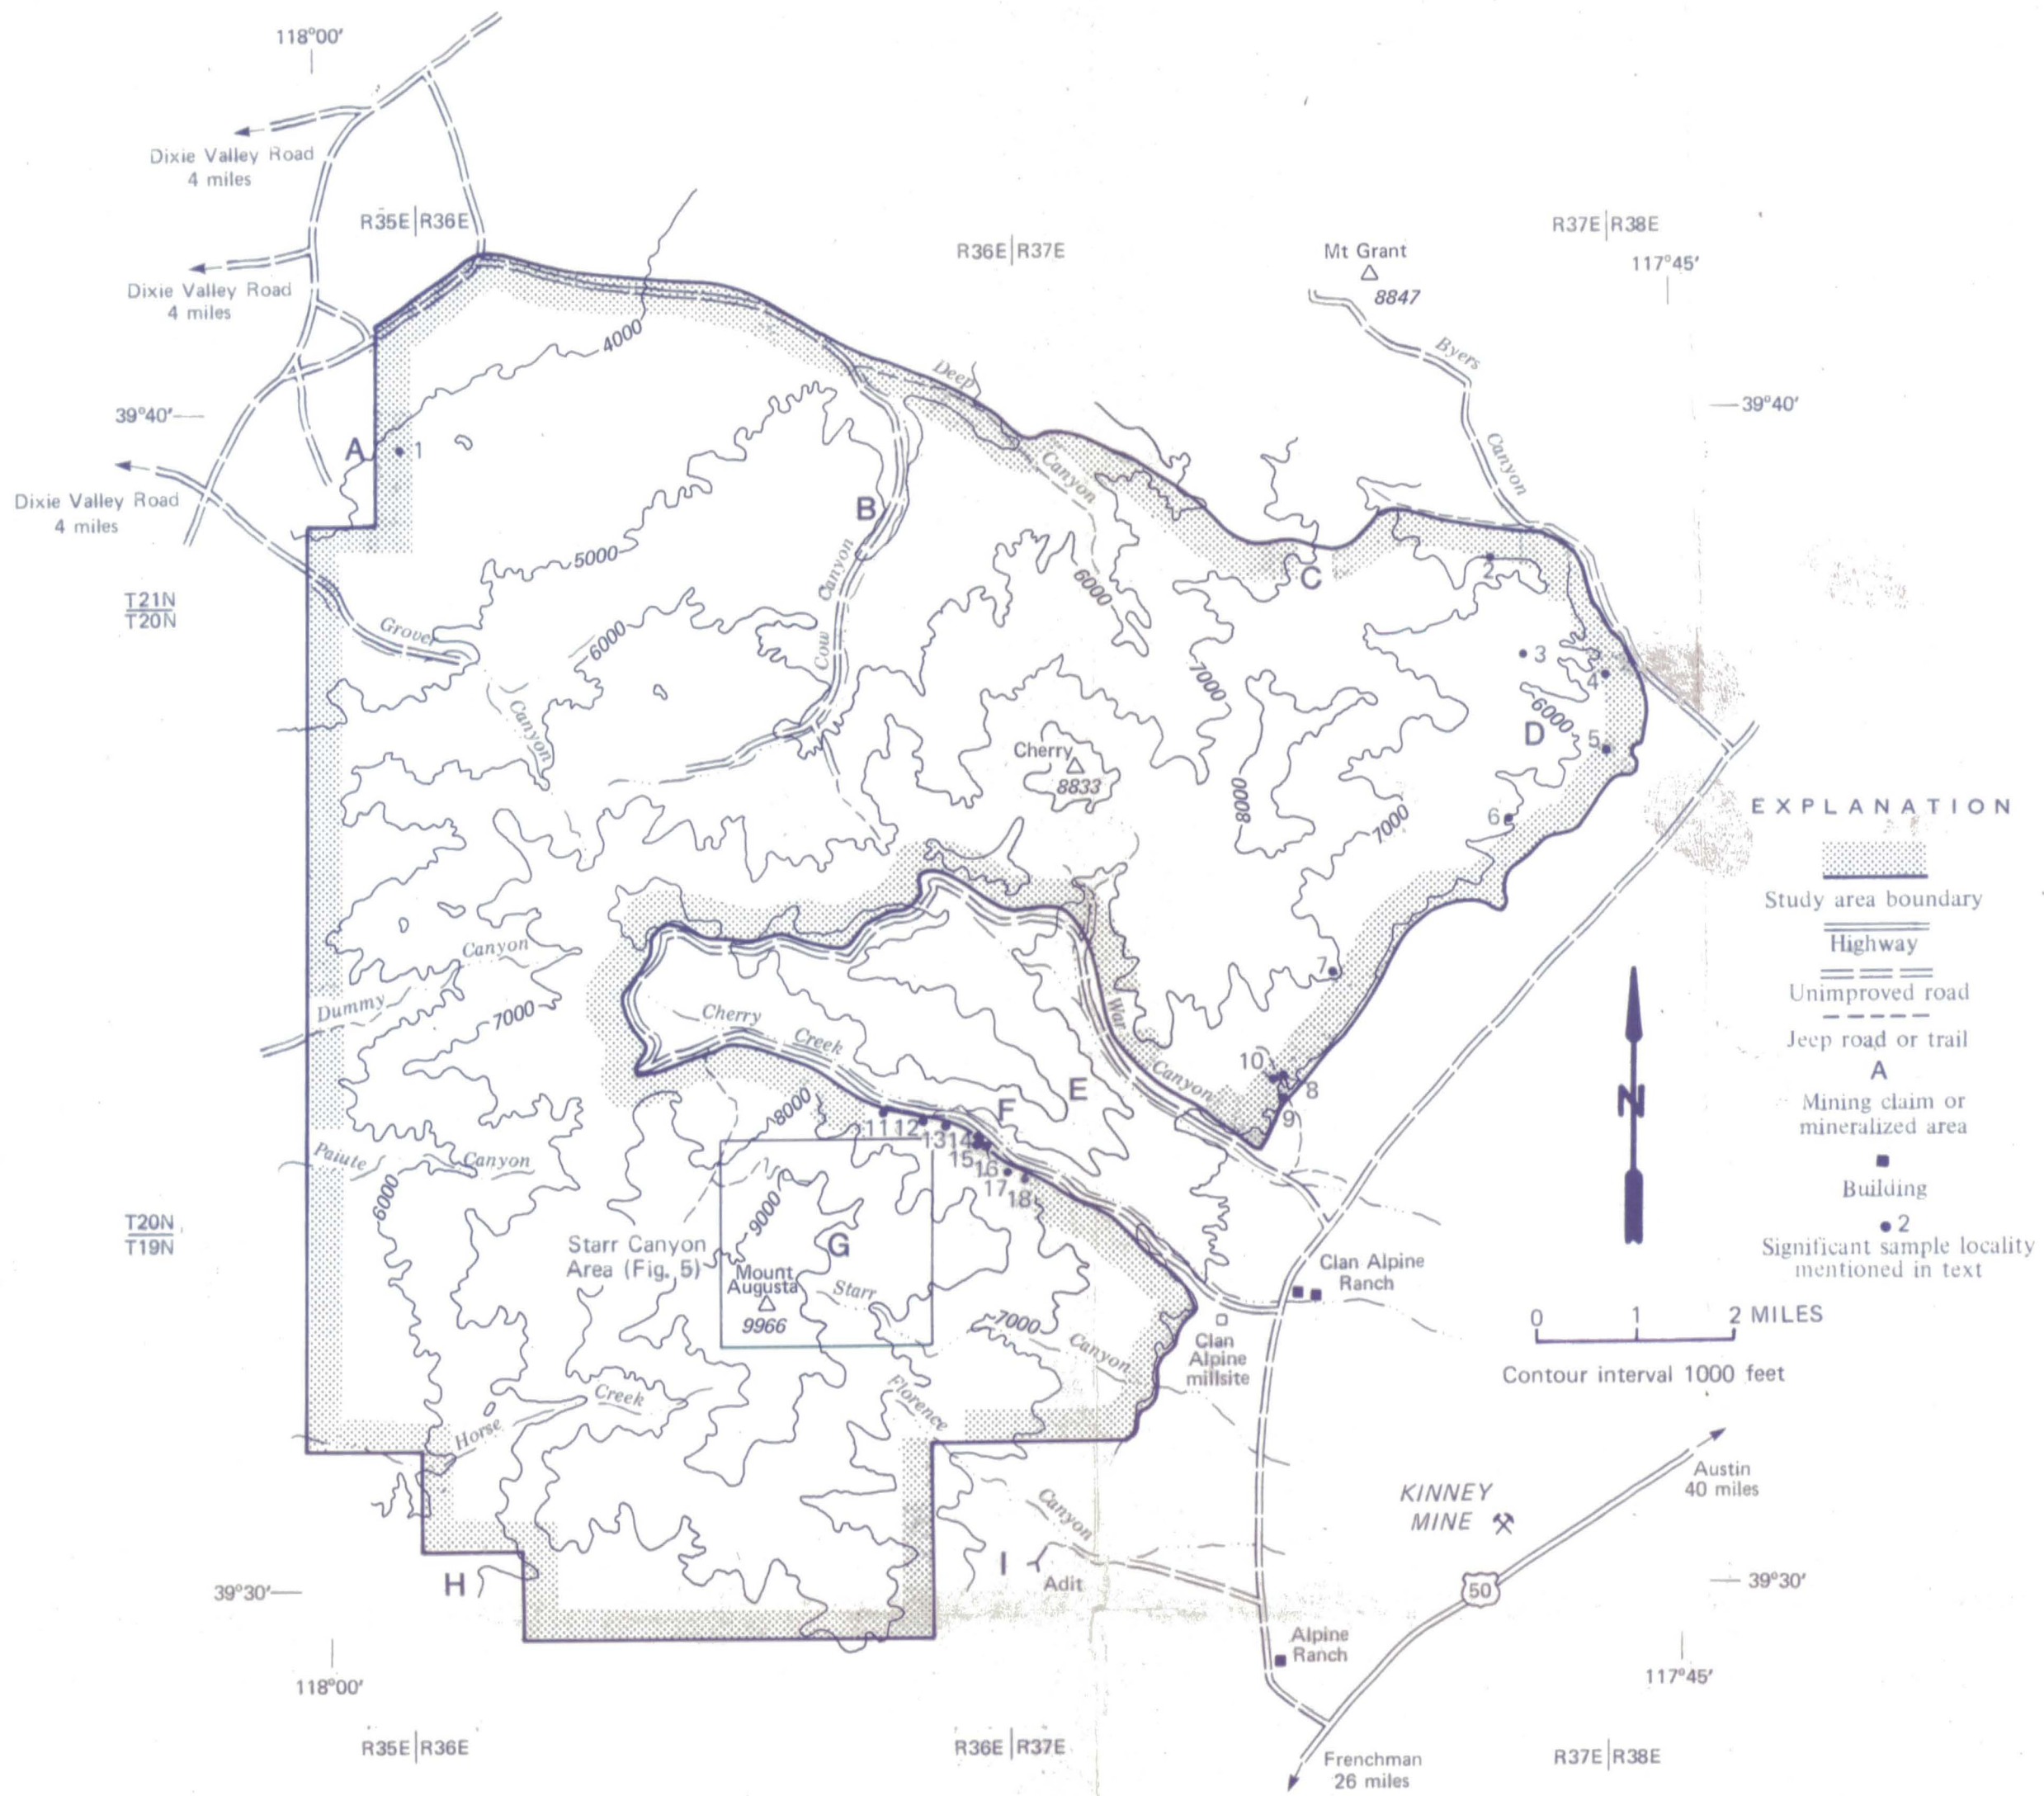 118°00'
Dixie Valley Road
4 miles
R35E|R36E
R36E|R37E
R37E|R38E
Mt Grant
8847
117°45'
Dixie Valley Road
4 miles
4000
Byers
Canyon
Deep
Canyon
39°40'
39°40'
A
1
Dixie Valley Road
4 miles
B
5000
C
2
T21N
T20N
Grover
Canyon
6000
Cow Canyon
6000
7000
3
4
6000
D
5
Cherry
8833
8000
7000
6
EXPLANATION
Study area boundary
Highway
Unimproved road
Jeep road or trail
A
Mining claim or
mineralized area
Building
2
Significant sample locality
mentioned in text
N
0 1 2 MILES
Contour interval 1000 feet
Canyon
Dummy
7000
7
Cherry
Creek
War
Canyon
10
8
9
E
F
8000
11 12 13 14
15
16
17
18
Paiute
Canyon
6000
T20N
T19N
9000
G
Starr Canyon
Area (Fig. 5)
Mount
Augusta
9966
Starr
Canyon
7000
Clan Alpine
Ranch
Clan
Alpine
millsite
Horse
Creek
Florence
Canyon
KINNEY
MINE
Austin
40 miles
50
39°30'
H
I
Adit
39°30'
Alpine
Ranch
118°00'
117°45'
R35E|R36E
R36E|R37E
R37E|R38E
Frenchman
26 miles